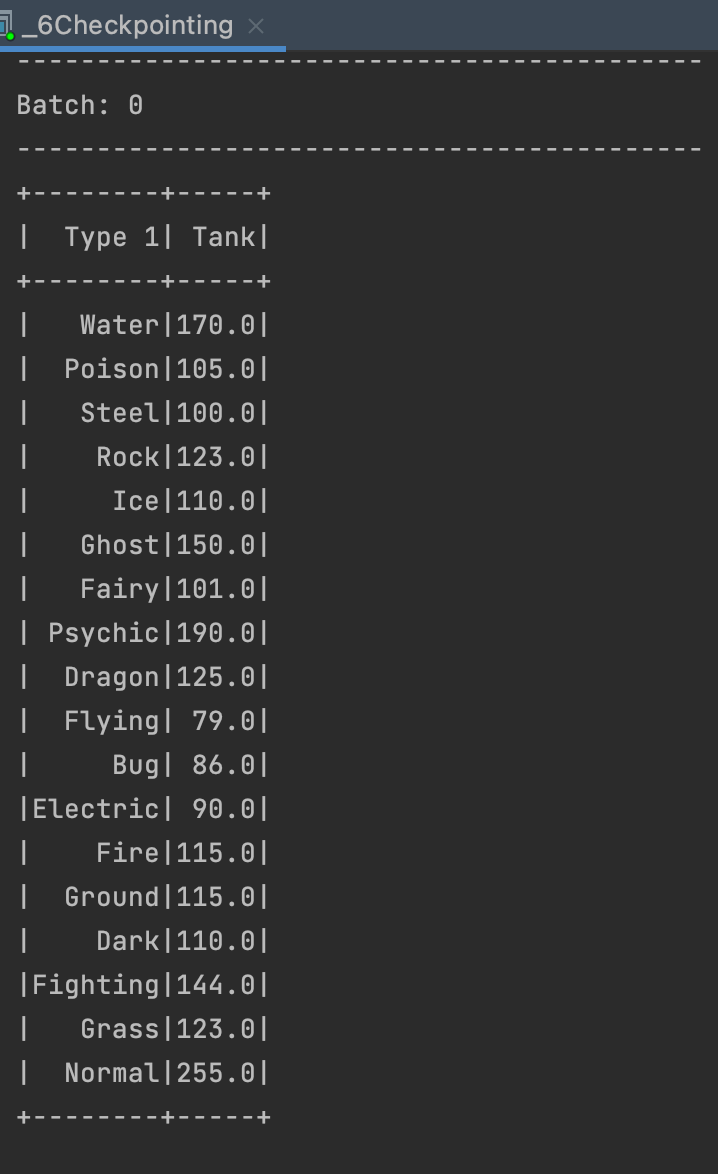 _6Checkpointing
-------------------------------------------
Batch: 0
-------------------------------------------
+--------+-----+
|  Type 1| Tank|
+--------+-----+
|   Water|170.0|
|  Poison|105.0|
|   Steel|100.0|
|    Rock|123.0|
|     Ice|110.0|
|   Ghost|150.0|
|   Fairy|101.0|
| Psychic|190.0|
|  Dragon|125.0|
|  Flying| 79.0|
|     Bug| 86.0|
|Electric| 90.0|
|    Fire|115.0|
|  Ground|115.0|
|    Dark|110.0|
|Fighting|144.0|
|   Grass|123.0|
|  Normal|255.0|
+--------+-----+